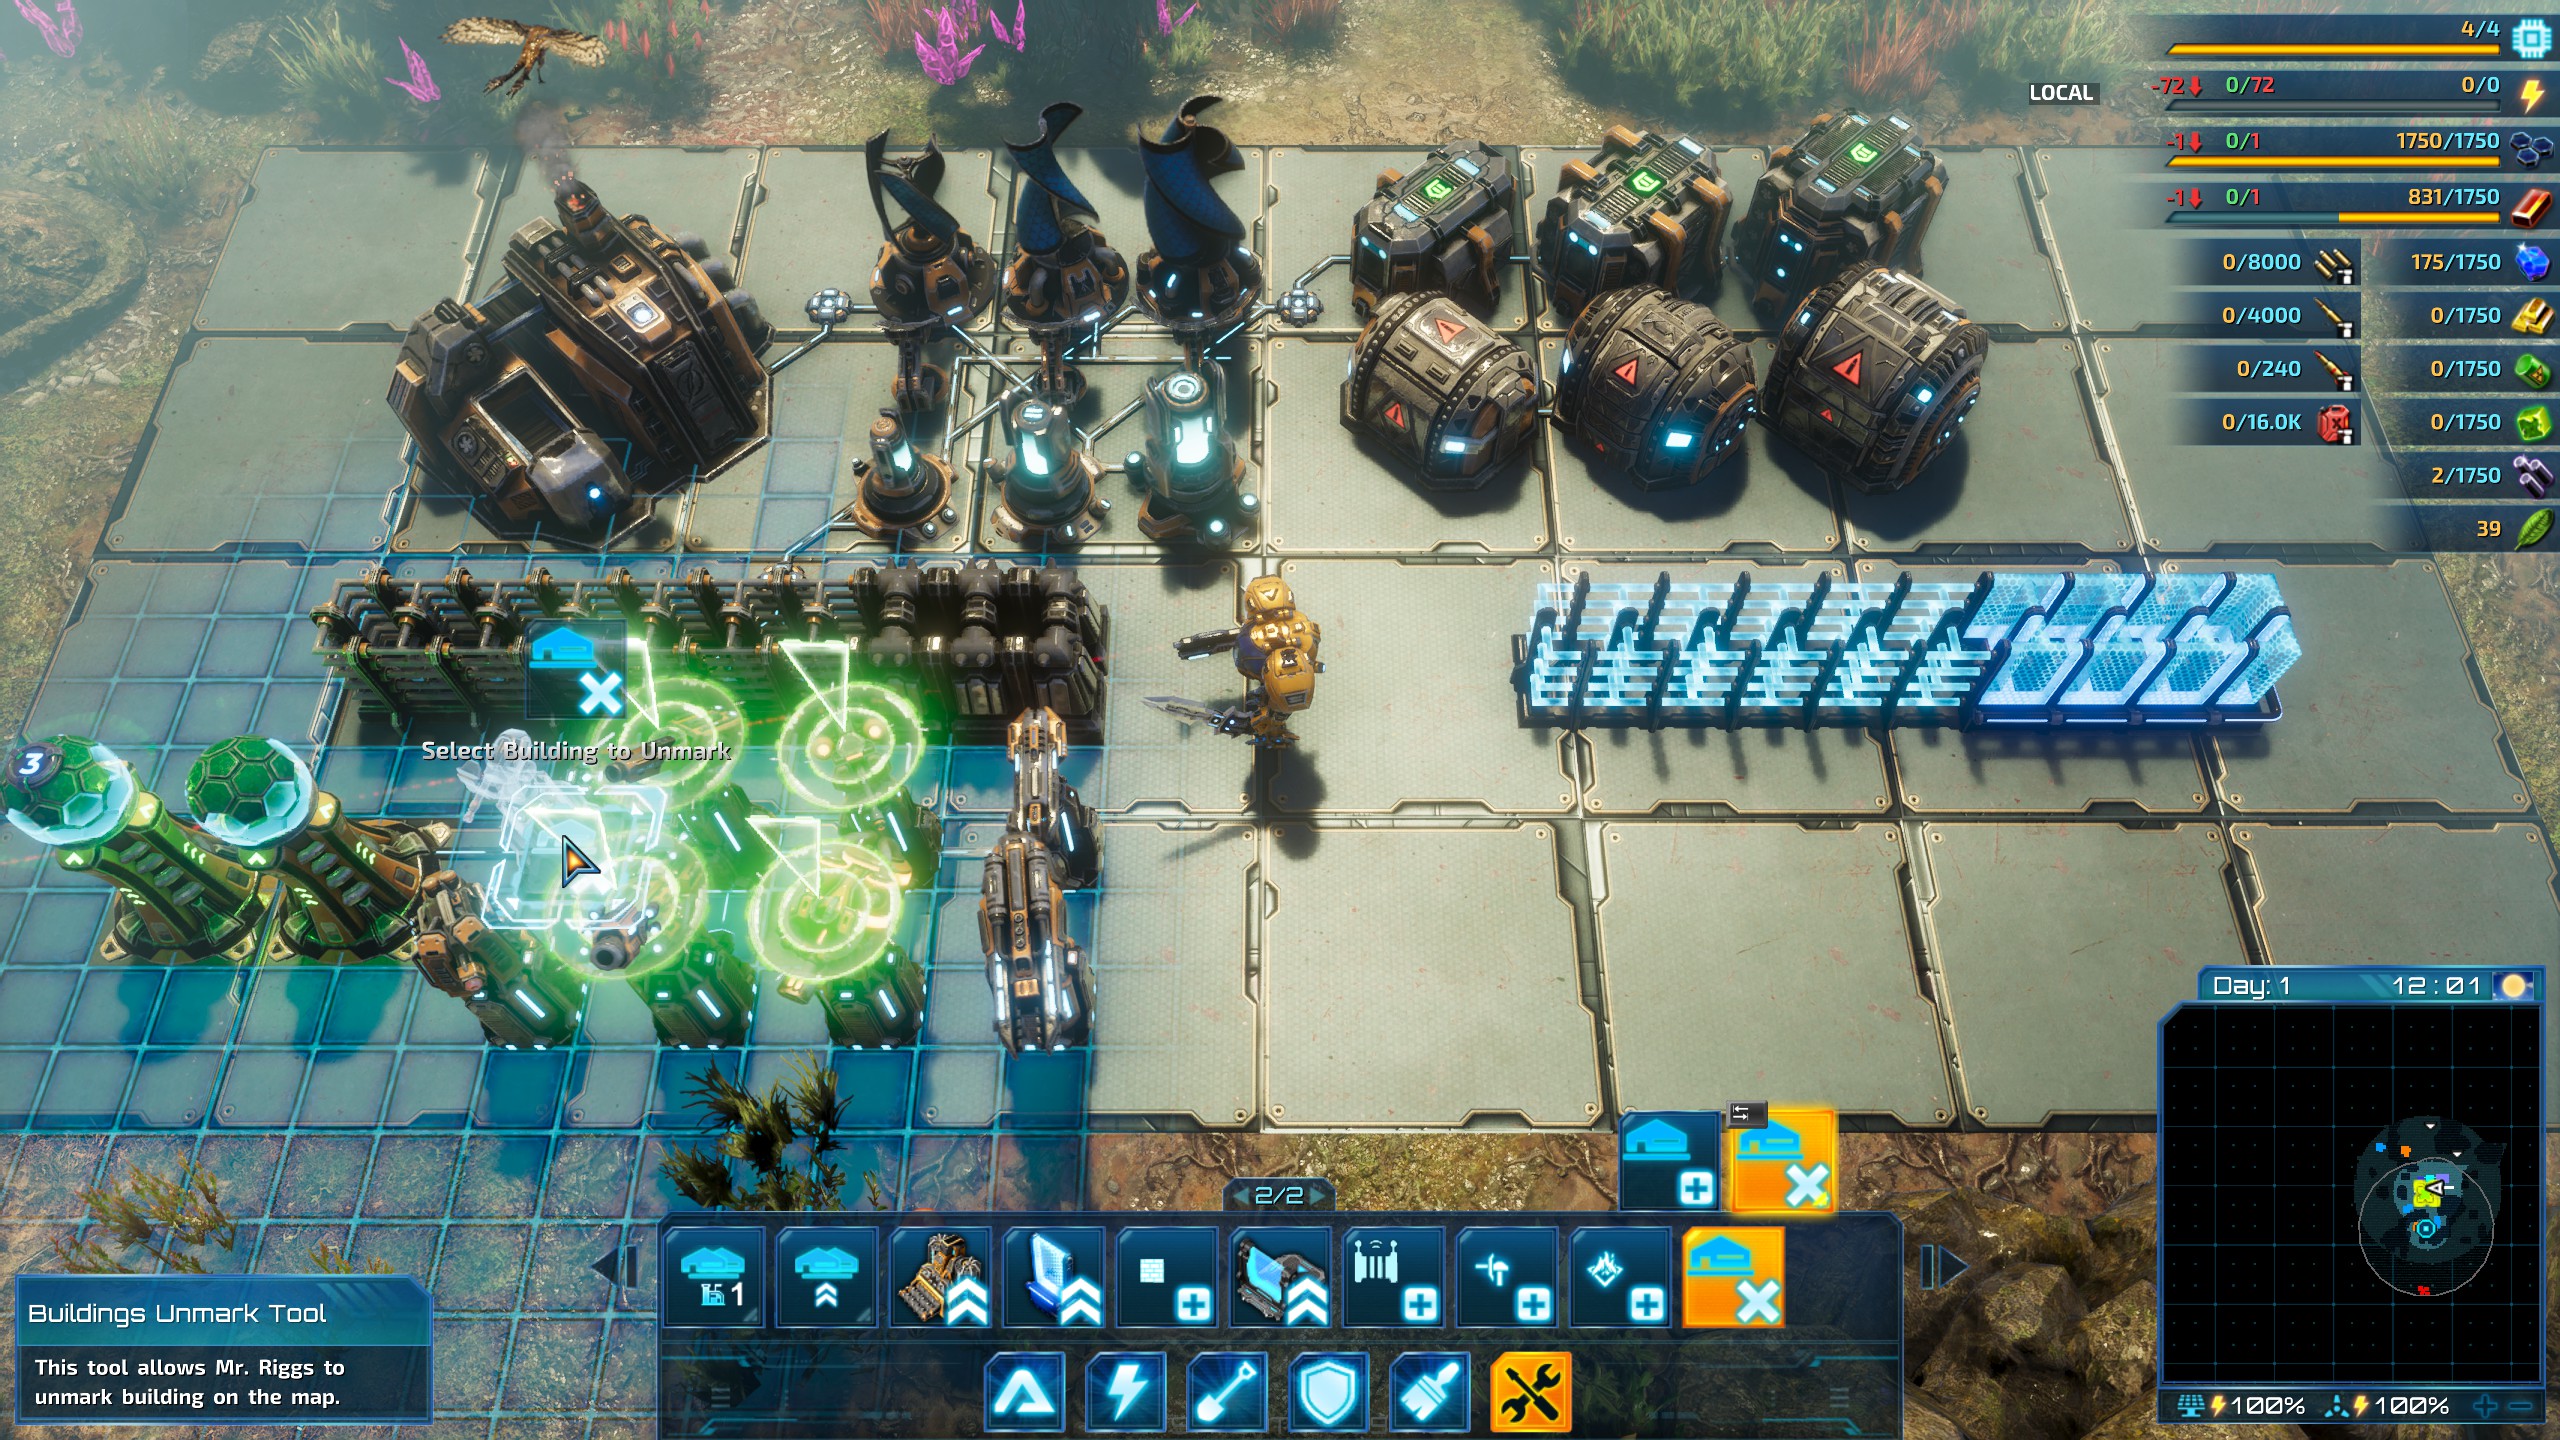 4/4
LOCAL
-72 0/72 0/0
-1 0/1 1750/1750
-1 0/1 831/1750
0/8000 175/1750
0/4000 0/1750
0/240 0/1750
0/16.0K 0/1750
2/1750
39
Select Building to Unmark
3
Day: 1 12:01
2/2
1
Buildings Unmark Tool
This tool allows Mr. Riggs to
unmark building on the map.
100% 100%